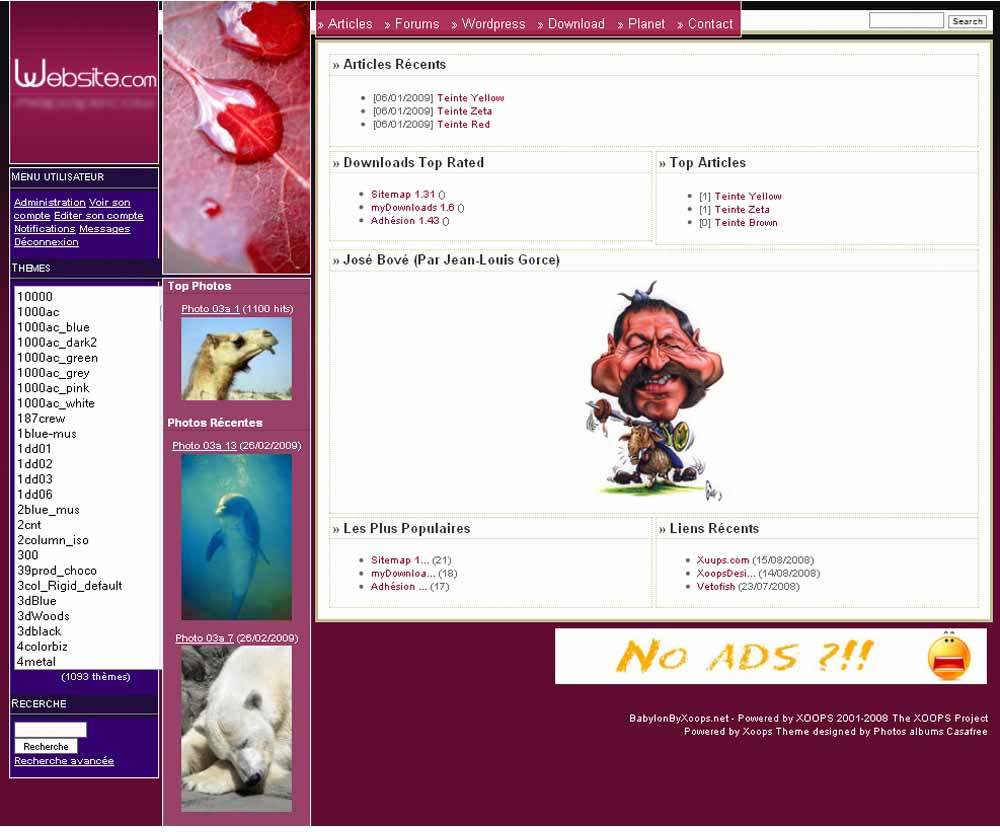 » Articles » Forums » Wordpress » Download » Planet » Contact
Search
Website.com
MENU UTILISATEUR
Administration Voir son
compte Editer son compte
Notifications Messages
Déconnexion
THEMES
10000
1000ac
1000ac_blue
1000ac_dark2
1000ac_green
1000ac_grey
1000ac_pink
1000ac_white
187crew
1blue-mus
1dd01
1dd02
1dd03
1dd06
2blue_mus
2cnt
2column_iso
300
39prod_choco
3col_Rigid_default
3dBlue
3dWoods
3dblack
4colorbiz
4metal
(1093 thèmes)
RECERCHE
Recherche
Recherche avancée
Top Photos
Photo 03a 1 (1100 hits)
Photos Récentes
Photo 03a 13 (26/02/2009)
Photo 03a 7 (26/02/2009)
» Articles Récents
• [06/01/2009] Teinte Yellow
• [06/01/2009] Teinte Zeta
• [06/01/2009] Teinte Red
» Downloads Top Rated
• Sitemap 1.31 ()
• myDownloads 1.6 ()
• Adhésion 1.43 ()
» Top Articles
• [1] Teinte Yellow
• [1] Teinte Zeta
• [0] Teinte Brown
» José Bové (Par Jean-Louis Gorce)
» Les Plus Populaires
• Sitemap 1... (21)
• myDownloa... (18)
• Adhésion ... (17)
» Liens Récents
• Xuups.com (15/08/2008)
• XoopsDesi... (14/08/2008)
• Vetofish (23/07/2008)
NO ADS ?!!
BabylonByXoops.net - Powered by XOOPS 2001-2008 The XOOPS Project
Powered by Xoops Theme designed by Photos albums Casafree